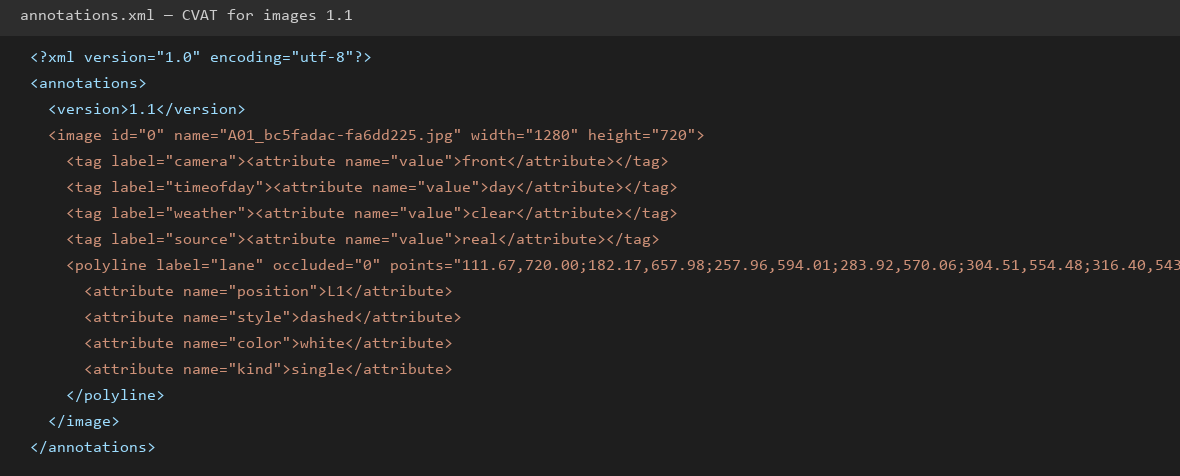 annotations.xml — CVAT for images 1.1
<?xml version="1.0" encoding="utf-8"?>
<annotations>
<version>1.1</version>
<image id="0" name="A01_bc5fadac-fa6dd225.jpg" width="1280" height="720">
<tag label="camera"><attribute name="value">front</attribute></tag>
<tag label="timeofday"><attribute name="value">day</attribute></tag>
<tag label="weather"><attribute name="value">clear</attribute></tag>
<tag label="source"><attribute name="value">real</attribute></tag>
<polyline label="lane" occluded="0" points="111.67,720.00;182.17,657.98;257.96,594.01;283.92,570.06;304.51,554.48;316.40,543
<attribute name="position">L1</attribute>
<attribute name="style">dashed</attribute>
<attribute name="color">white</attribute>
<attribute name="kind">single</attribute>
</polyline>
</image>
</annotations>